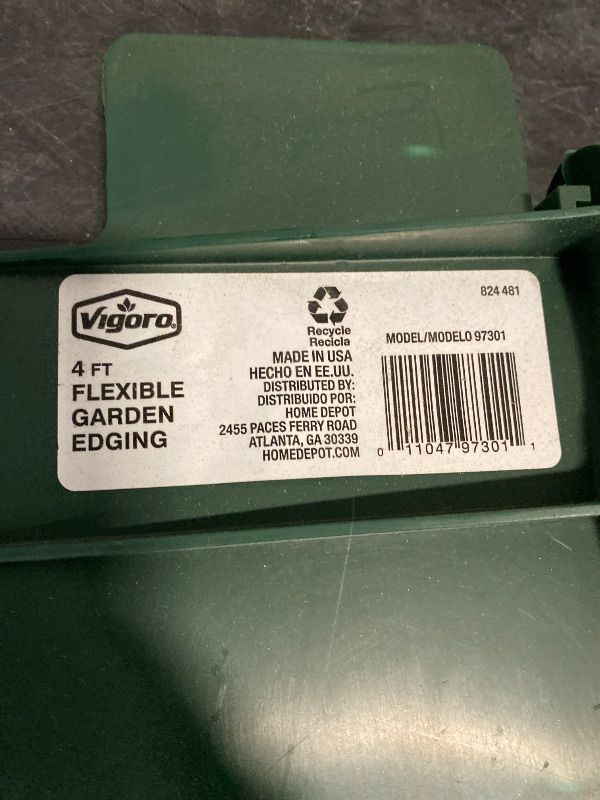 Vigoro®
4 FT
FLEXIBLE
GARDEN
EDGING
Recycle
Recicla
MADE IN USA
HECHO EN EE.UU.
DISTRIBUTED BY:
DISTRIBUIDO POR:
HOME DEPOT
2455 PACES FERRY ROAD
ATLANTA, GA 30339
HOMEDEPOT.COM
824 481
MODEL/MODELO 97301
0 11047 97301 1